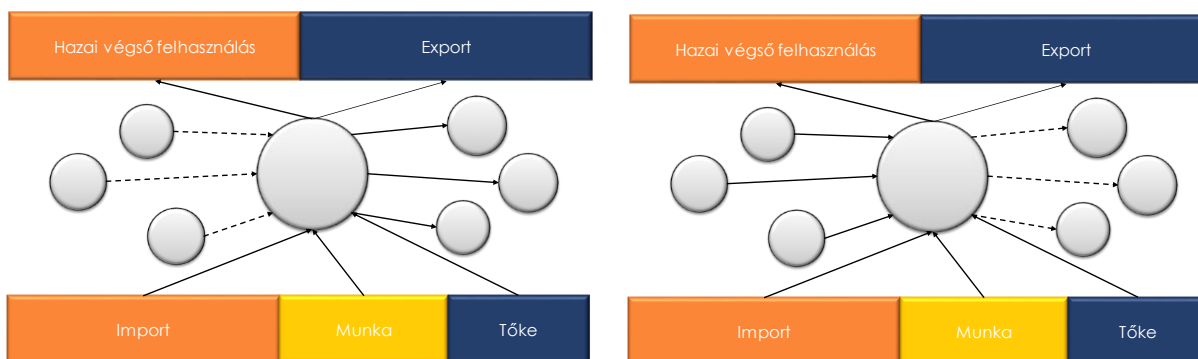 Hazai végső felhasználás
Export
Import
Munka
Tőke
Hazai végső felhasználás
Export
Import
Munka
Tőke